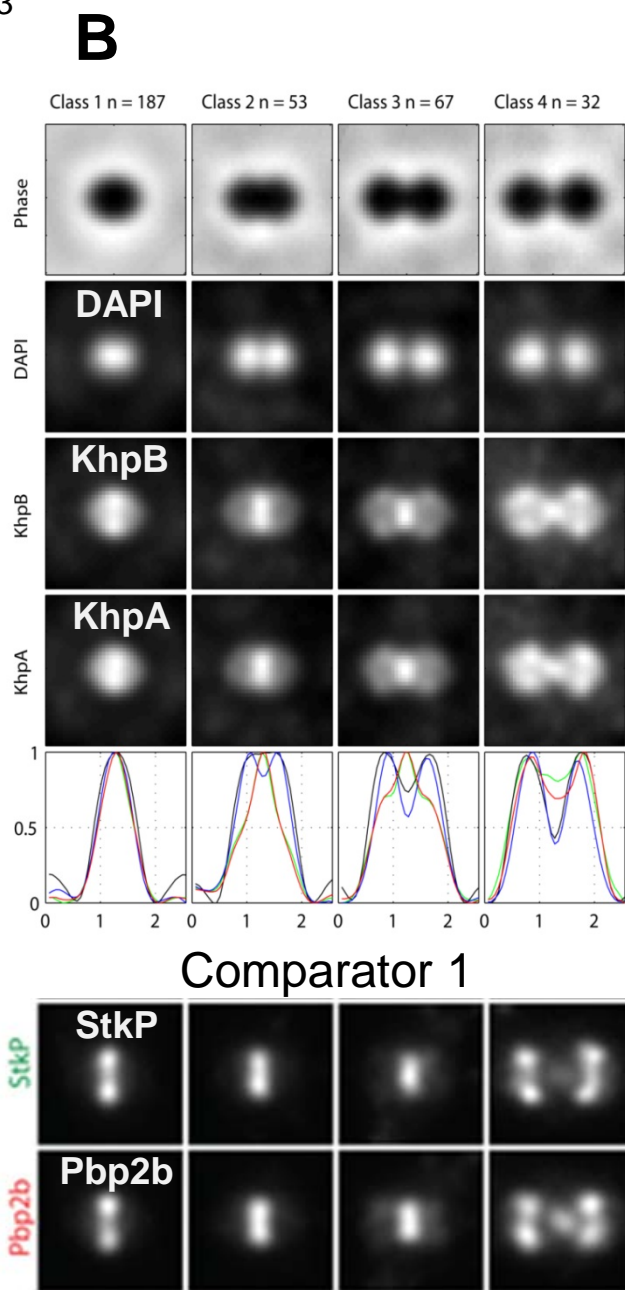 3
B
Class 1 n = 187 Class 2 n = 53 Class 3 n = 67 Class 4 n = 32
Phase
DAPI
DAPI
KhpB
KhpB
KhpA
KhpA
1
0.5
0
0 1 2 0 1 2 0 1 2 0 1 2
Comparator 1
StkP
StkP
Pbp2b
Pbp2b